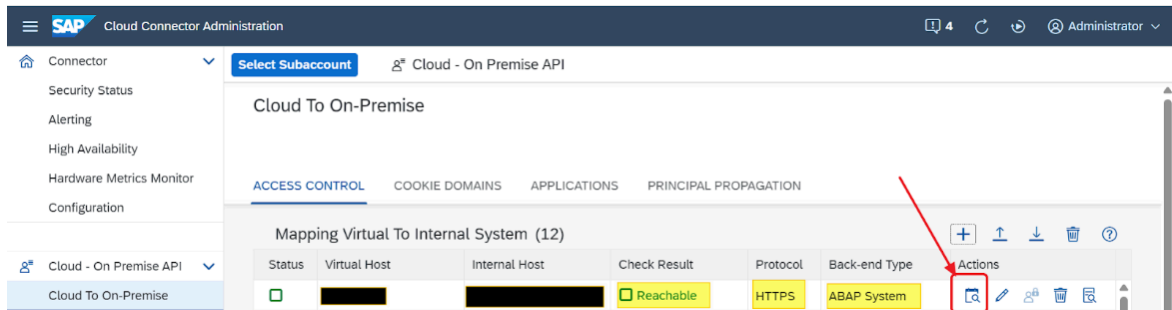 SAP Cloud Connector Administration 4 Administrator
Connector Select Subaccount Cloud - On Premise API
Security Status
Cloud To On-Premise
Alerting
High Availability
Hardware Metrics Monitor
ACCESS CONTROL COOKIE DOMAINS APPLICATIONS PRINCIPAL PROPAGATION
Configuration
Mapping Virtual To Internal System (12)
Cloud - On Premise API Status Virtual Host Internal Host Check Result Protocol Back-end Type Actions
Cloud To On-Premise Reachable HTTPS ABAP System